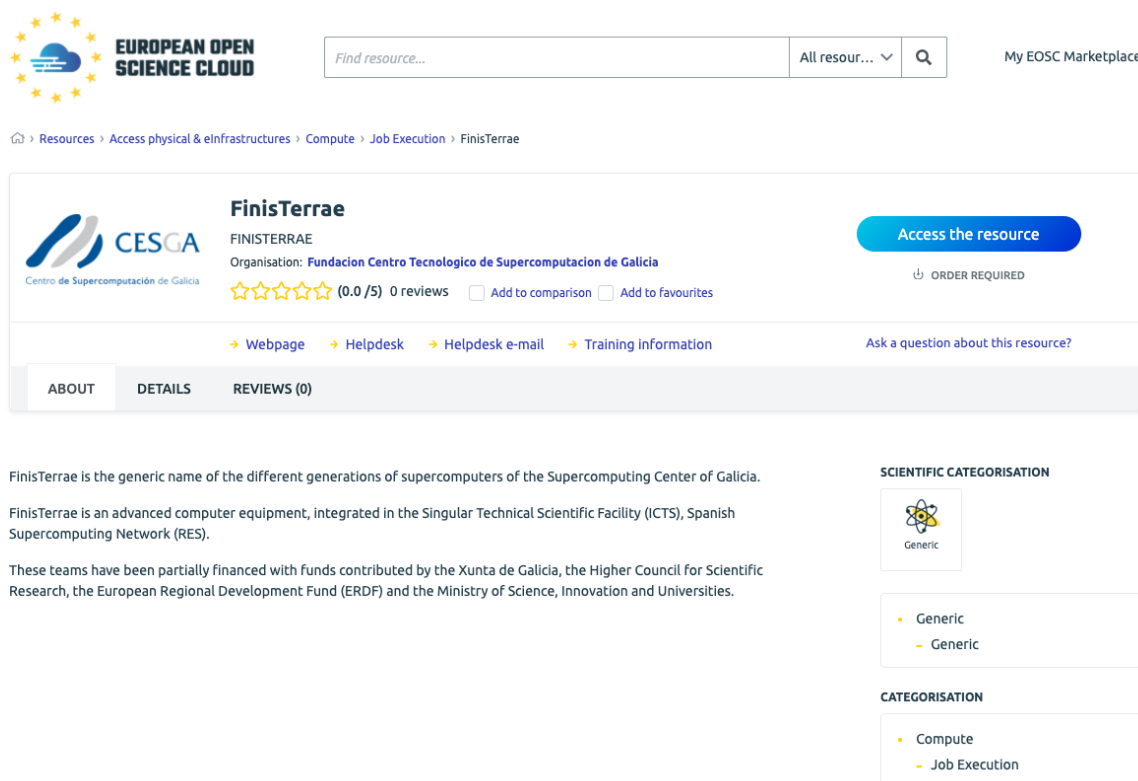 EUROPEAN OPEN
SCIENCE CLOUD
Find resource...
All resour...
My EOSC Marketplace
Resources › Access physical & eInfrastructures › Compute › Job Execution › FinisTerrae
CESGA
Centro de Supercomputación de Galicia
FinisTerrae
FINISTERRAE
Organisation: Fundacion Centro Tecnologico de Supercomputacion de Galicia
(0.0 /5) 0 reviews Add to comparison Add to favourites
Access the resource
ORDER REQUIRED
Webpage Helpdesk Helpdesk e-mail Training information
Ask a question about this resource?
ABOUT DETAILS REVIEWS (0)
FinisTerrae is the generic name of the different generations of supercomputers of the Supercomputing Center of Galicia.
FinisTerrae is an advanced computer equipment, integrated in the Singular Technical Scientific Facility (ICTS), Spanish
Supercomputing Network (RES).
These teams have been partially financed with funds contributed by the Xunta de Galicia, the Higher Council for Scientific
Research, the European Regional Development Fund (ERDF) and the Ministry of Science, Innovation and Universities.
SCIENTIFIC CATEGORISATION
Generic
Generic
Generic
CATEGORISATION
Compute
Job Execution